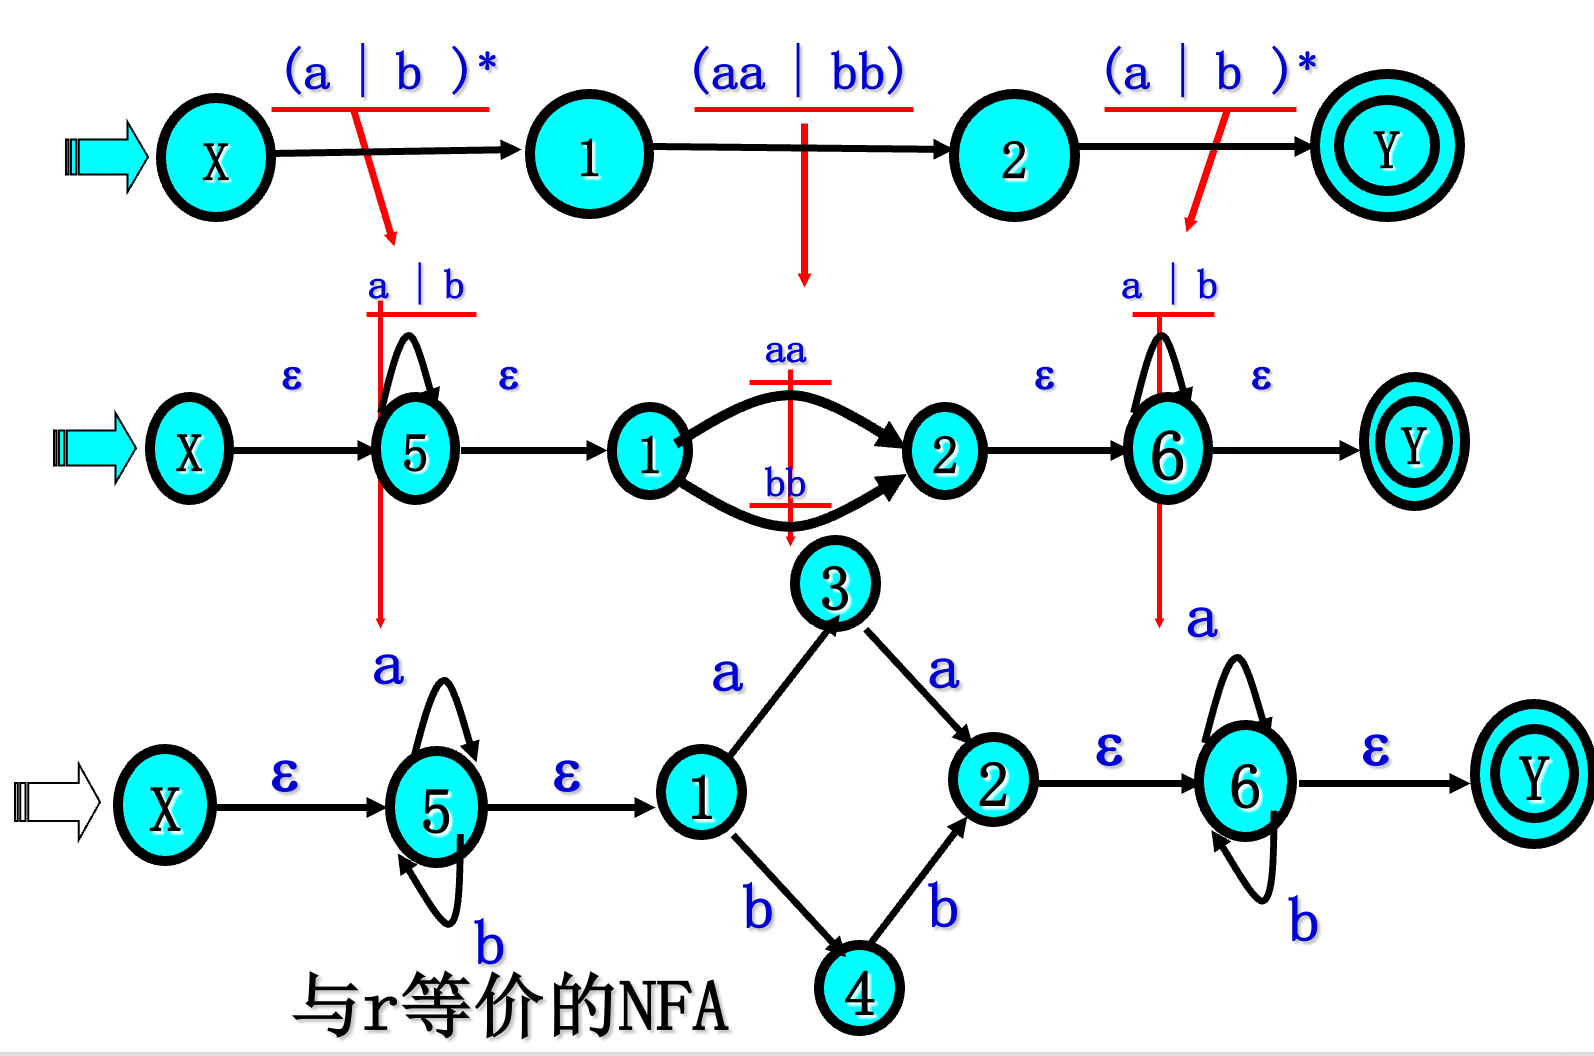 (a | b )* (aa | bb) (a | b )*
X 1 2 Y
a | b a | b
aa
ε ε ε ε
X 5 1 2 6 Y
bb
3
a
a a a
ε ε ε ε
X 5 1 2 6 Y
b b b b
4
与r等价的NFA